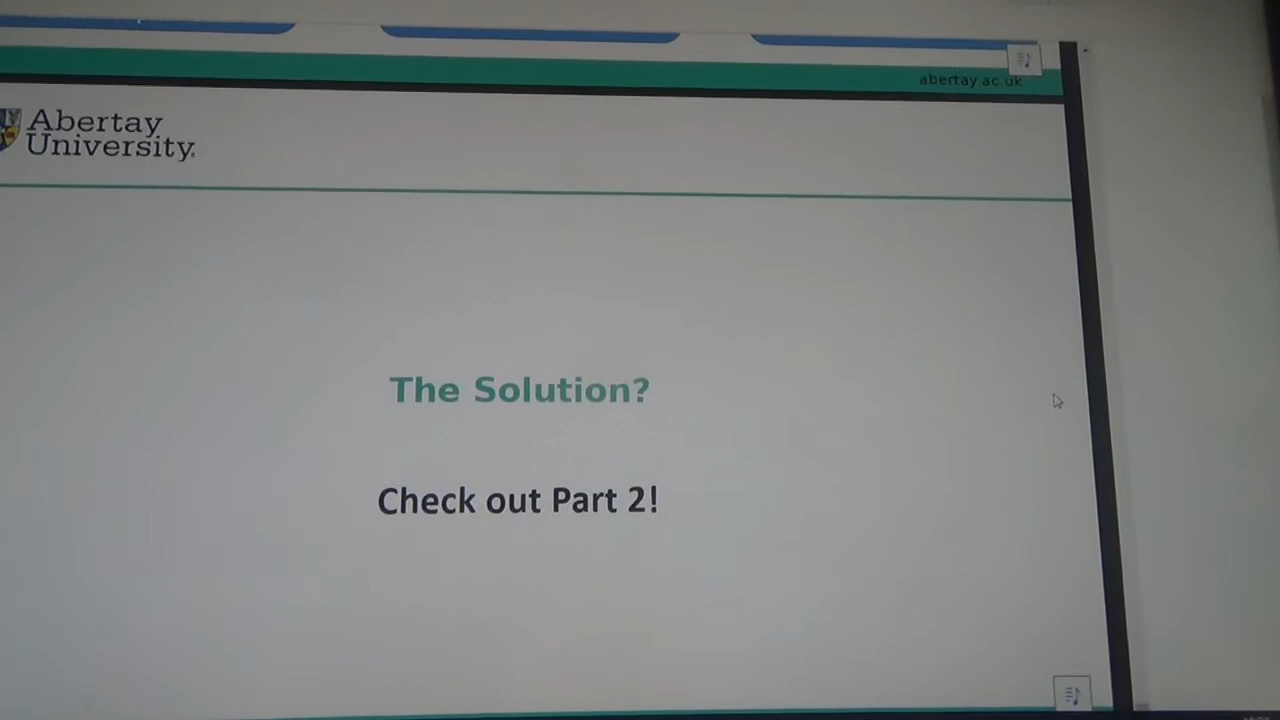 abertay.ac.uk
Abertay
University.
The Solution?
Check out Part 2!